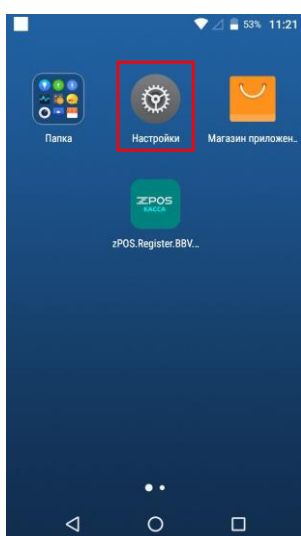 53% 11:21
Папка
Настройки
Магазин приложен..
ZPOS
КАССА
zPOS.Register.BBV...